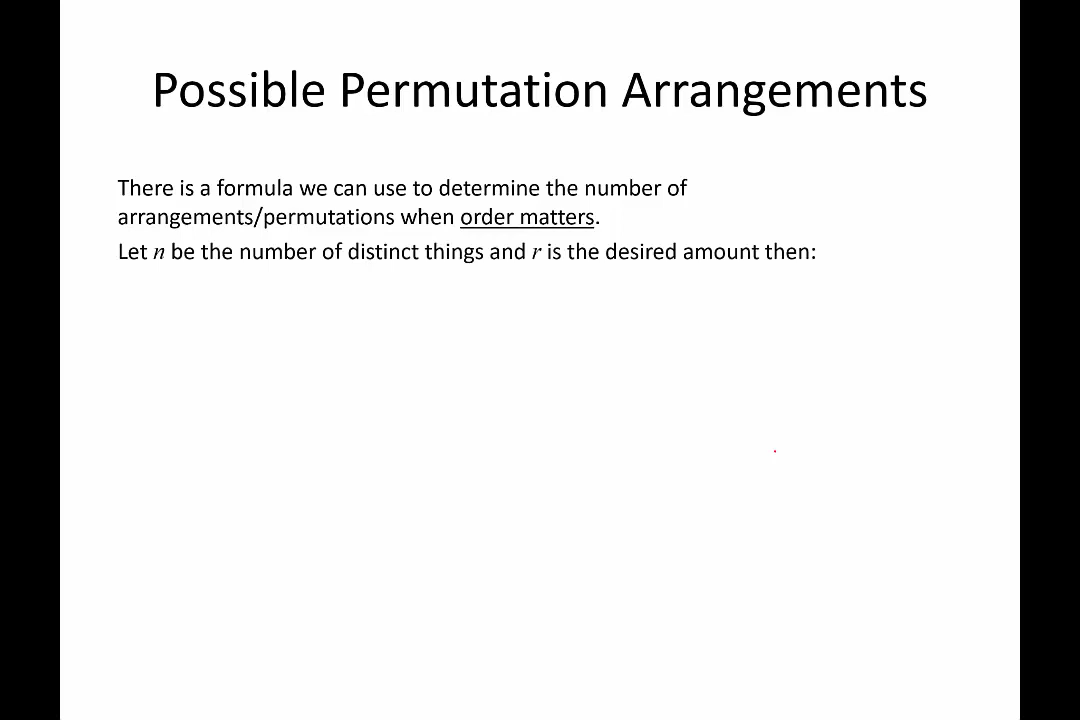 Possible Permutation Arrangements
There is a formula we can use to determine the number of
arrangements/permutations when order matters.
Let n be the number of distinct things and r is the desired amount then: